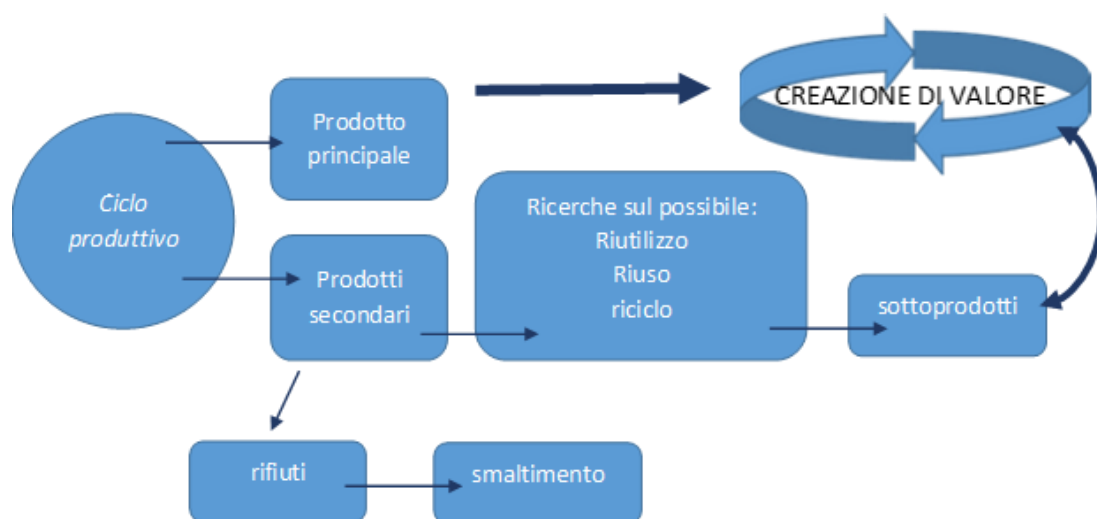 Ciclo
produttivo
Prodotto
principale
CREAZIONE DI VALORE
Prodotti
secondari
Ricerche sul possibile:
Riutilizzo
Riuso
riciclo
sottoprodotti
rifiuti
smaltimento